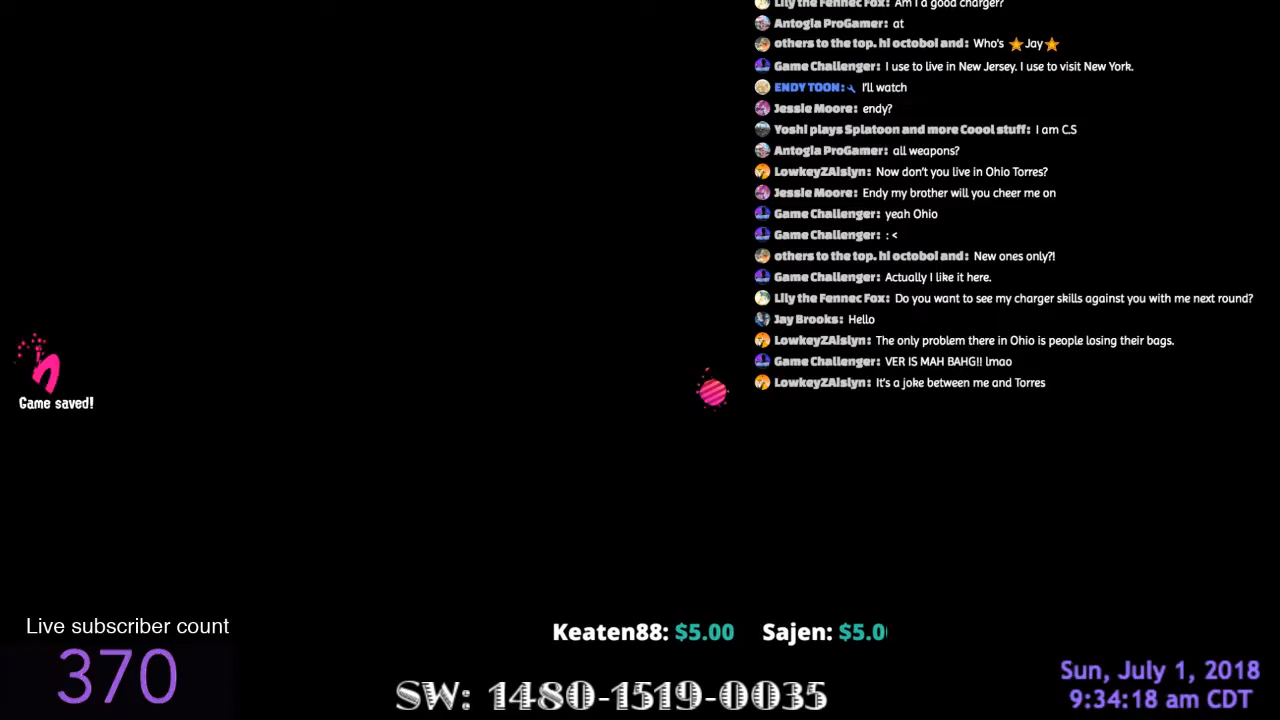 Lily the Fennec Fox: Am I a good charger?
Antogia ProGamer: at
others to the top. hi octobol and: Who's ⭐Jay⭐
Game Challenger: I use to live in New Jersey. I use to visit New York.
ENDY TOON: I'll watch
Jessie Moore: endy?
Yoshi plays Splatoon and more Coool stuff: I am C.S
Antogia ProGamer: all weapons?
LowkeyZAislyn: Now don't you live in Ohio Torres?
Jessie Moore: Endy my brother will you cheer me on
Game Challenger: yeah Ohio
Game Challenger: : <
others to the top. hi octobol and: New ones only?!
Game Challenger: Actually I like it here.
Lily the Fennec Fox: Do you want to see my charger skills against you with me next round?
Jay Brooks: Hello
LowkeyZAislyn: The only problem there in Ohio is people losing their bags.
Game Challenger: VER IS MAH BAHG!! lmao
LowkeyZAislyn: It's a joke between me and Torres
Game saved!
Live subscriber count
370
Keaten88: $5.00 Sajen: $5.0
SW: 1480-1519-0035
Sun, July 1, 2018
9:34:18 am CDT